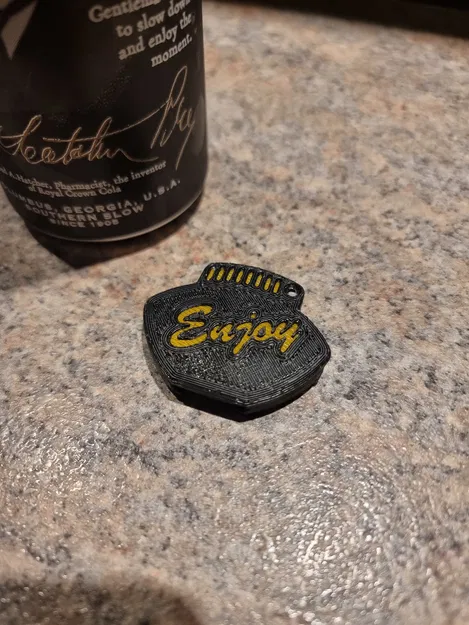 Gentlemen
to slow down
and enjoy the
moment.
A. Hatcher, Pharmacist, the inventor
of Royal Crown Cola
COLUMBUS, GEORGIA, U.S.A.
SOUTHERN SLOW
SINCE 1905
Enjoy